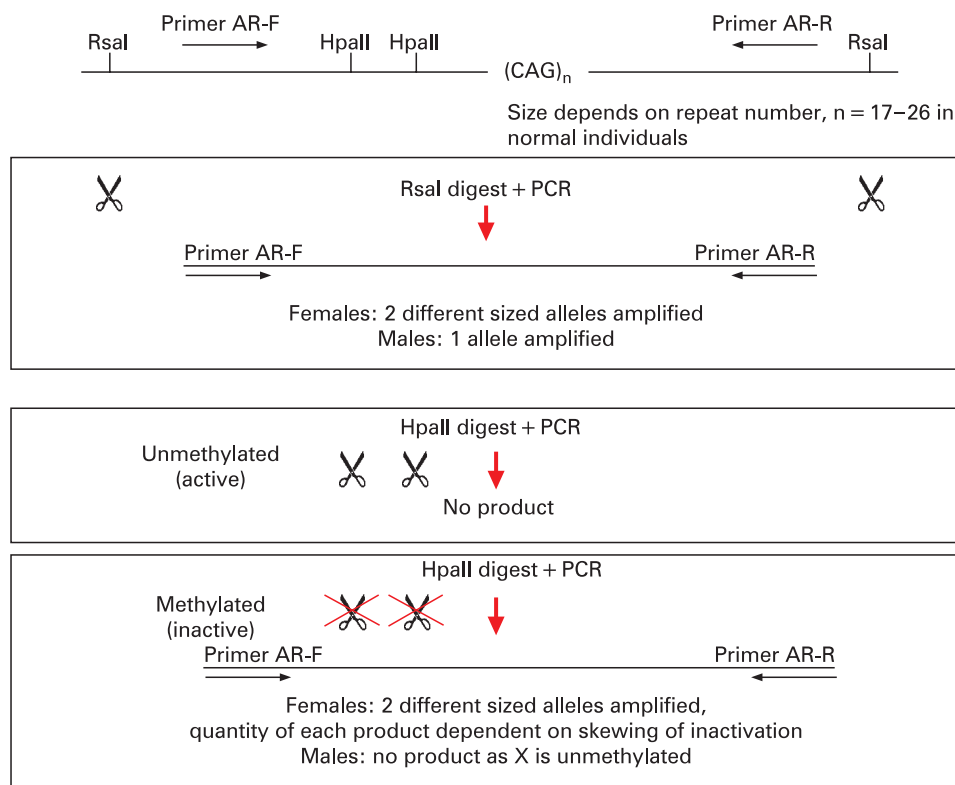 Primer AR-F
Primer AR-R
RsaI
HpaII
HpaII
RsaI
(CAG)n
Size depends on repeat number, n = 17–26 in
normal individuals
RsaI digest + PCR
Primer AR-F
Primer AR-R
Females: 2 different sized alleles amplified
Males: 1 allele amplified
HpaII digest + PCR
Unmethylated
(active)
No product
HpaII digest + PCR
Methylated
(inactive)
Primer AR-F
Primer AR-R
Females: 2 different sized alleles amplified,
quantity of each product dependent on skewing of inactivation
Males: no product as X is unmethylated